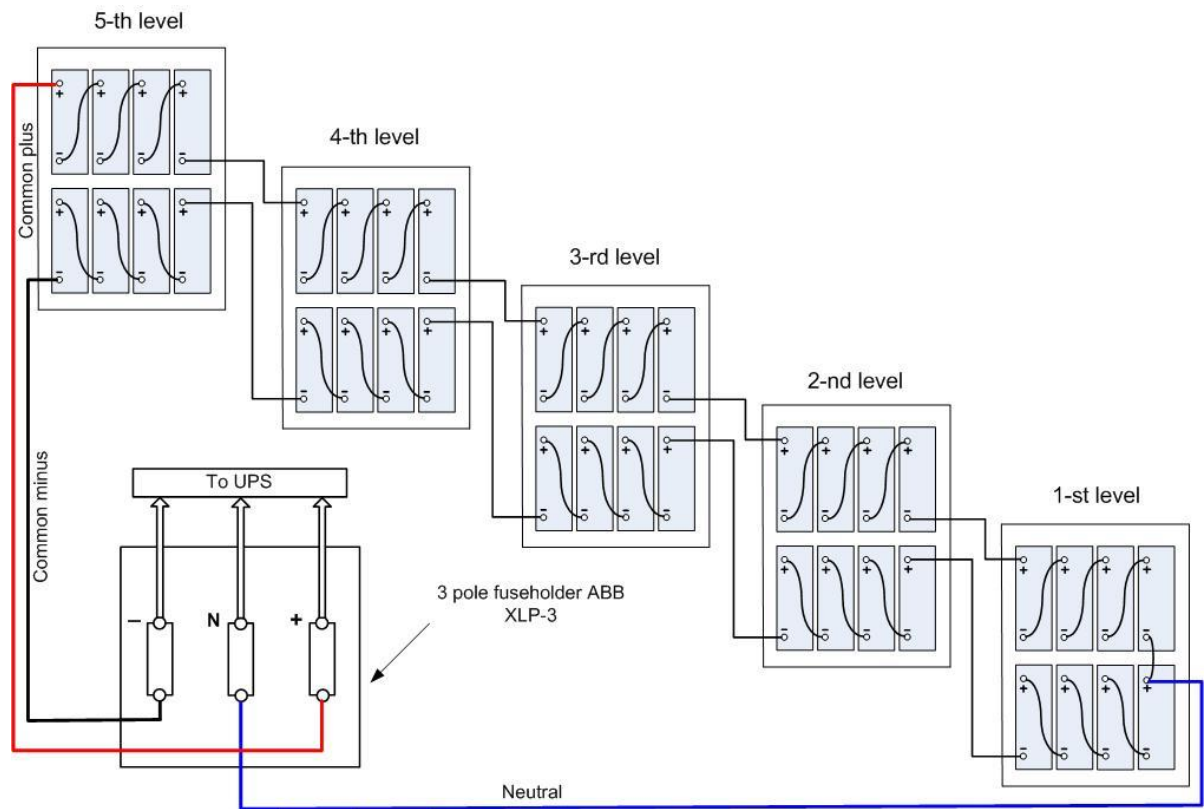 5-th level
4-th level
3-rd level
2-nd level
1-st level
Common plus
Common minus
To UPS
– N +
3 pole fuseholder ABB
XLP-3
Neutral
+ + + +
– – – –
+ + + +
– – – –
+ + + +
– – – –
+ + + +
– – – –
+ + + +
– – – –
+ + + +
– – – –
+ + + +
– – – –
+ + + +
– – – –
+ + + +
– – – –
+ + + +
– – – –